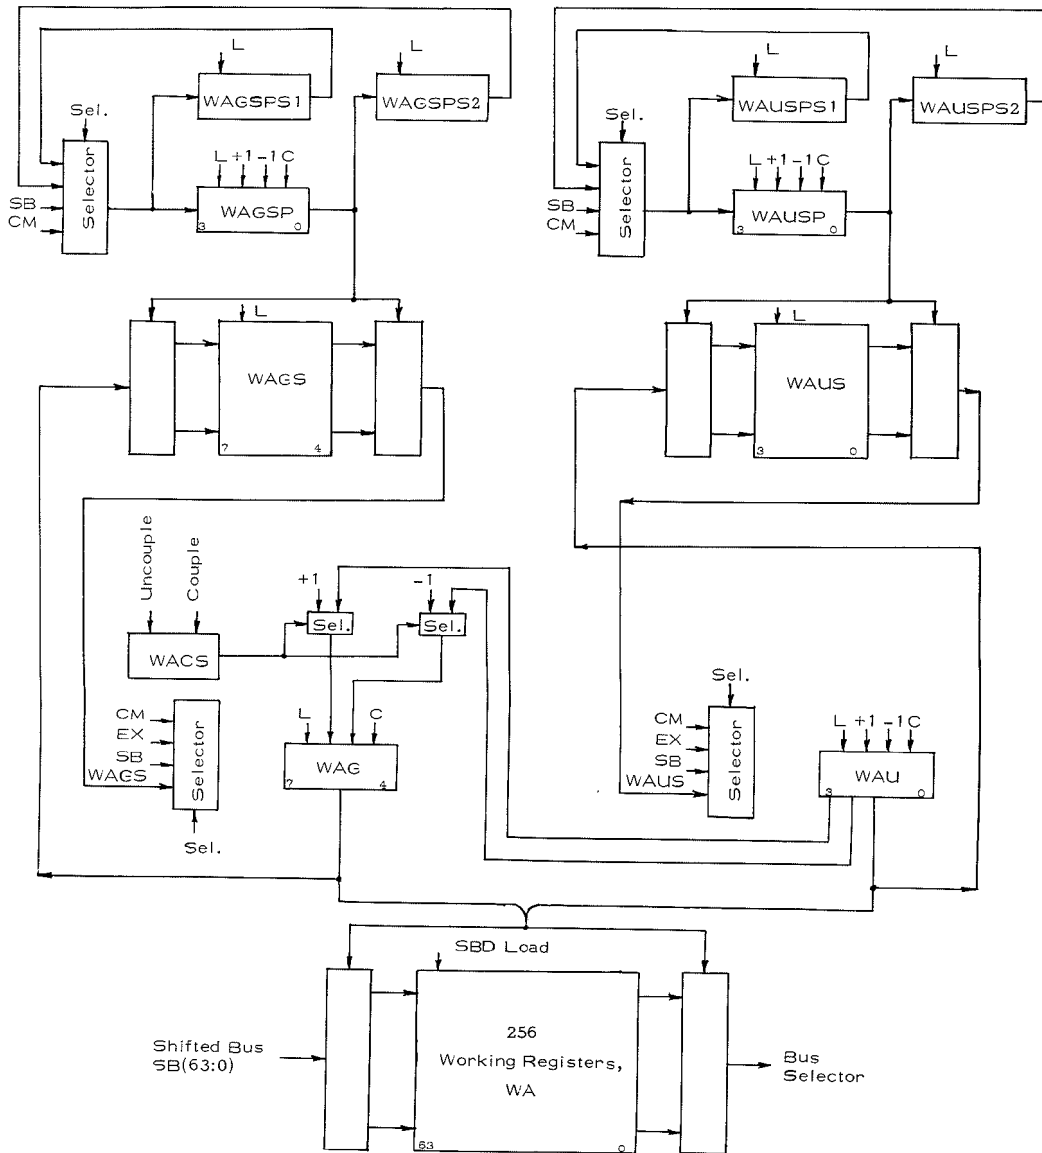 L
L
L
L
WAGSPS1
WAGSPS2
WAUSPS1
WAUSPS2
Sel.
Sel.
L +1 -1 C
L +1 -1 C
SB
CM
Selector
WAGSP
3 0
SB
CM
Selector
WAUSP
3 0
L
L
WAGS
7 4
WAUS
3 0
Uncouple
Couple
+1
-1
Sel.
Sel.
WACS
Sel.
CM
EX
SB
WAGS
Selector
Sel.
L
C
WAG
7 4
CM
EX
SB
WAUS
Selector
L +1 -1 C
WAU
3 0
SBD Load
Shifted Bus
SB(63:0)
256
Working Registers,
WA
63 0
Bus
Selector